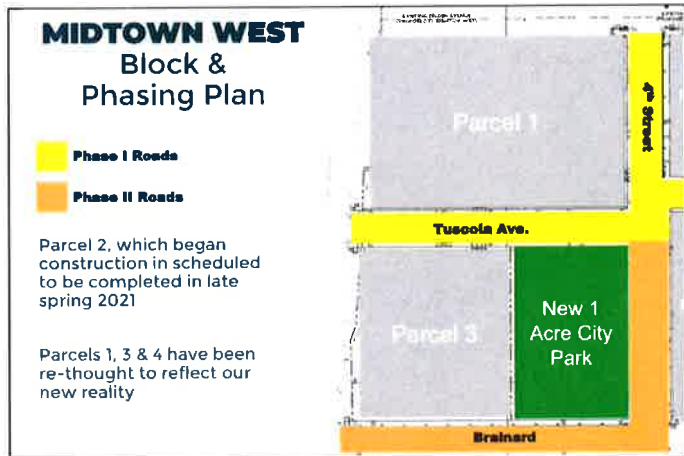 MIDTOWN WEST
Block &
Phasing Plan
Phase I Roads
Phase II Roads
Parcel 2, which began
construction in scheduled
to be completed in late
spring 2021
Parcels 1, 3 & 4 have been
re-thought to reflect our
new reality
Parcel 1
4th Street
Tuscola Ave.
Parcel 3
New 1
Acre City
Park
Brainard